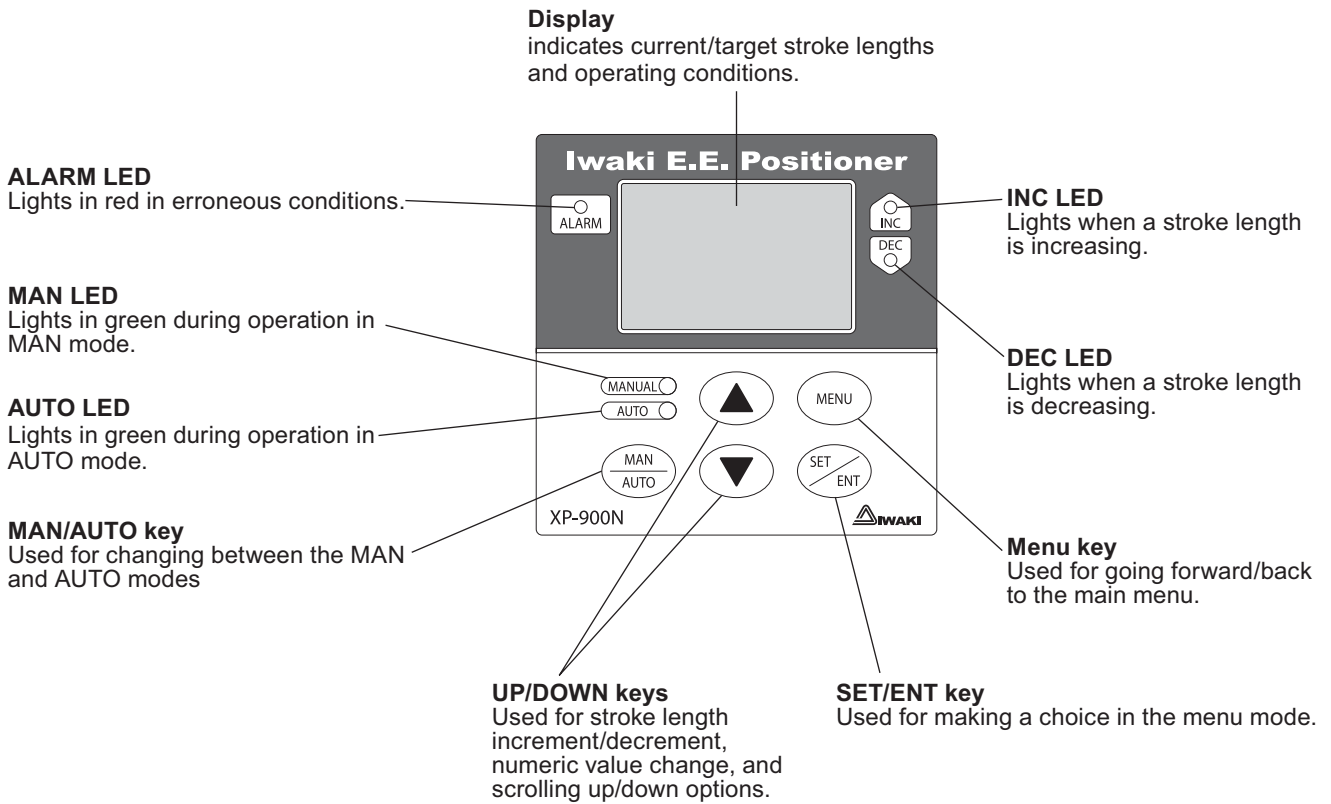 Display
indicates current/target stroke lengths
and operating conditions.
ALARM LED
Lights in red in erroneous conditions.
MAN LED
Lights in green during operation in
MAN mode.
AUTO LED
Lights in green during operation in
AUTO mode.
MAN/AUTO key
Used for changing between the MAN
and AUTO modes
Iwaki E.E. Positioner
ALARM
INC
DEC
MANUAL
AUTO
MENU
MAN
AUTO
SET
ENT
XP-900N
IWAKI
INC LED
Lights when a stroke length
is increasing.
DEC LED
Lights when a stroke length
is decreasing.
Menu key
Used for going forward/back
to the main menu.
UP/DOWN keys
Used for stroke length
increment/decrement,
numeric value change, and
scrolling up/down options.
SET/ENT key
Used for making a choice in the menu mode.